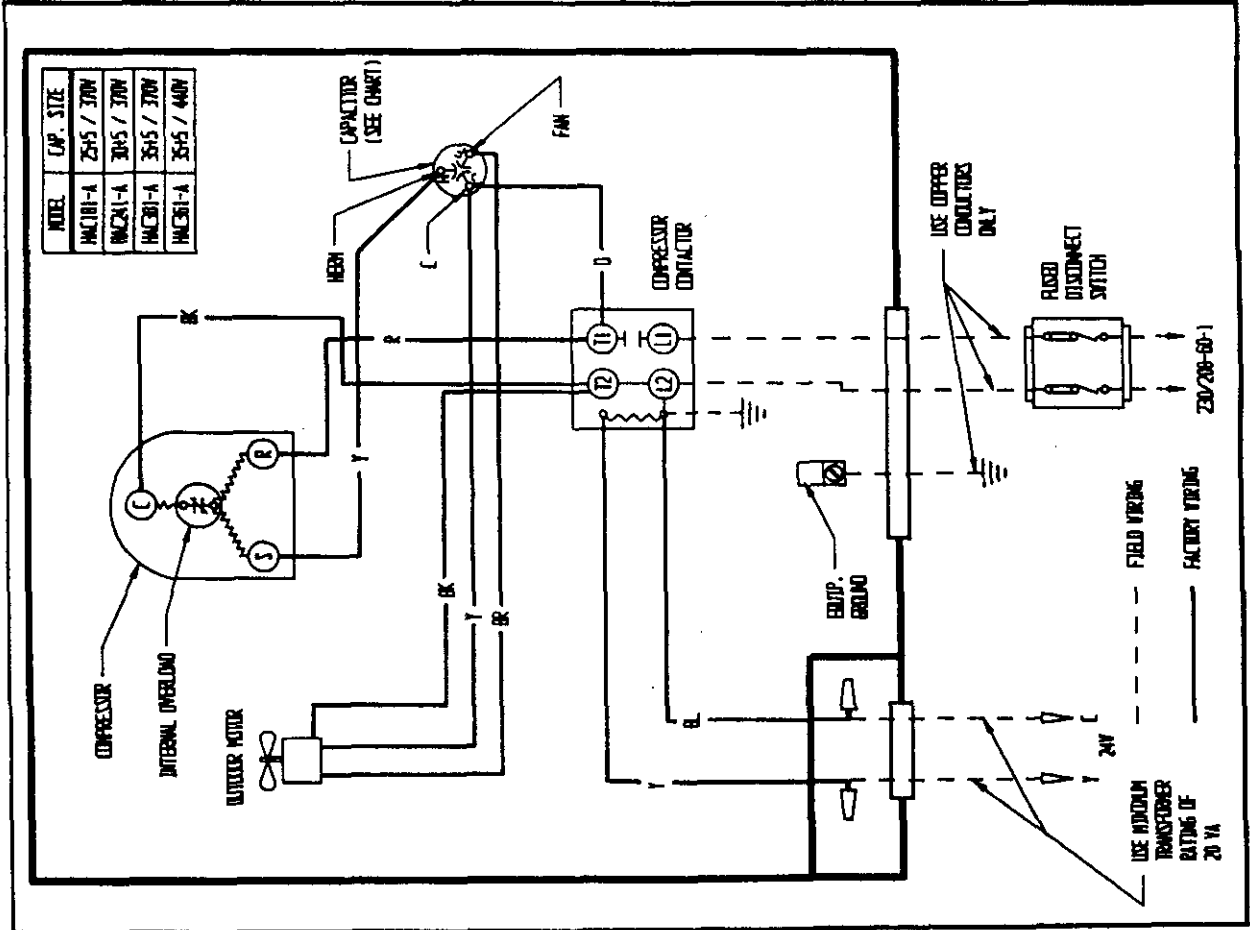 MODEL CAP. SIZE
HAC181-A 25+5 / 370V
HAC241-A 30+5 / 370V
HAC301-A 35+5 / 370V
HAC361-A 35+5 / 440V
CAPACITOR
(SEE CHART)
FAN
HERM
C
COMPRESSOR
INTERNAL OVERLOAD
C
S
R
BK
R
Y
OUTDOOR MOTOR
BK
Y
BR
O
COMPRESSOR
CONTACTOR
T1
L1
T2
L2
USE COPPER
CONDUCTORS
ONLY
FUSED
DISCONNECT
SWITCH
230/208-60-1
EQUIP.
GROUND
BL
Y
C
24V
Y
USE MINIMUM
TRANSFORMER
RATING OF
20 VA
FIELD WIRING
FACTORY WIRING